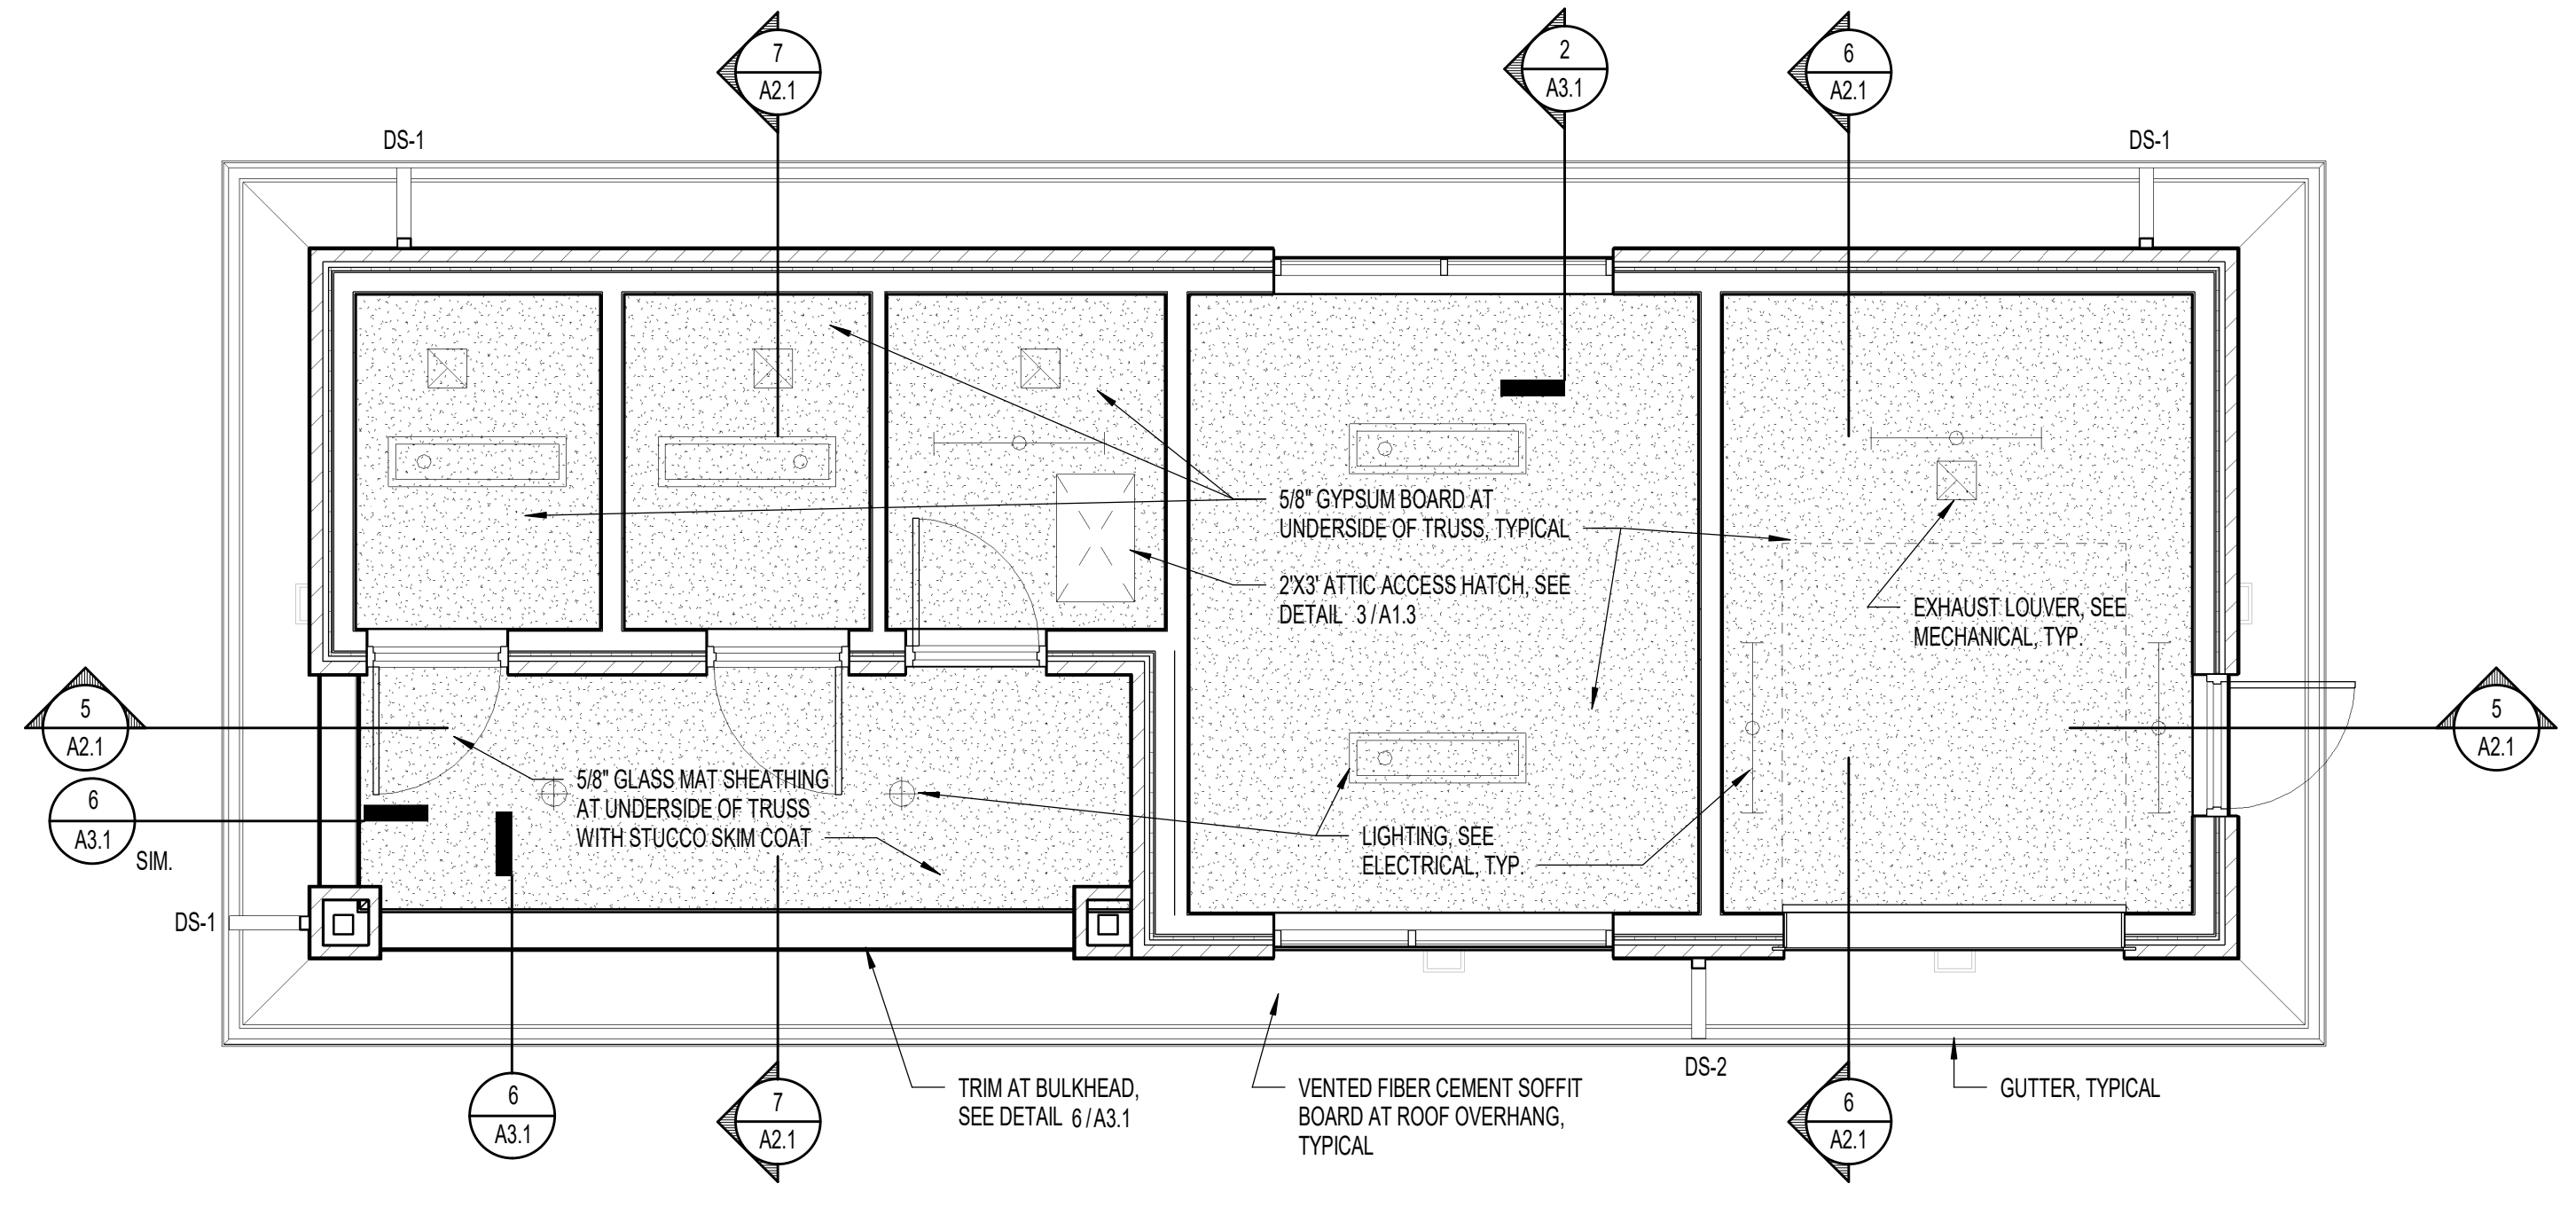 7
A2.1
2
A3.1
6
A2.1
DS-1
DS-1
5/8" GYPSUM BOARD AT
UNDERSIDE OF TRUSS, TYPICAL
2'X3' ATTIC ACCESS HATCH, SEE
DETAIL 3 / A1.3
EXHAUST LOUVER, SEE
MECHANICAL, TYP.
5
A2.1
5
A2.1
6
A3.1
SIM.
5/8" GLASS MAT SHEATHING
AT UNDERSIDE OF TRUSS
WITH STUCCO SKIM COAT
LIGHTING, SEE
ELECTRICAL, TYP.
DS-1
DS-2
6
A3.1
7
A2.1
TRIM AT BULKHEAD,
SEE DETAIL 6 / A3.1
VENTED FIBER CEMENT SOFFIT
BOARD AT ROOF OVERHANG,
TYPICAL
6
A2.1
GUTTER, TYPICAL